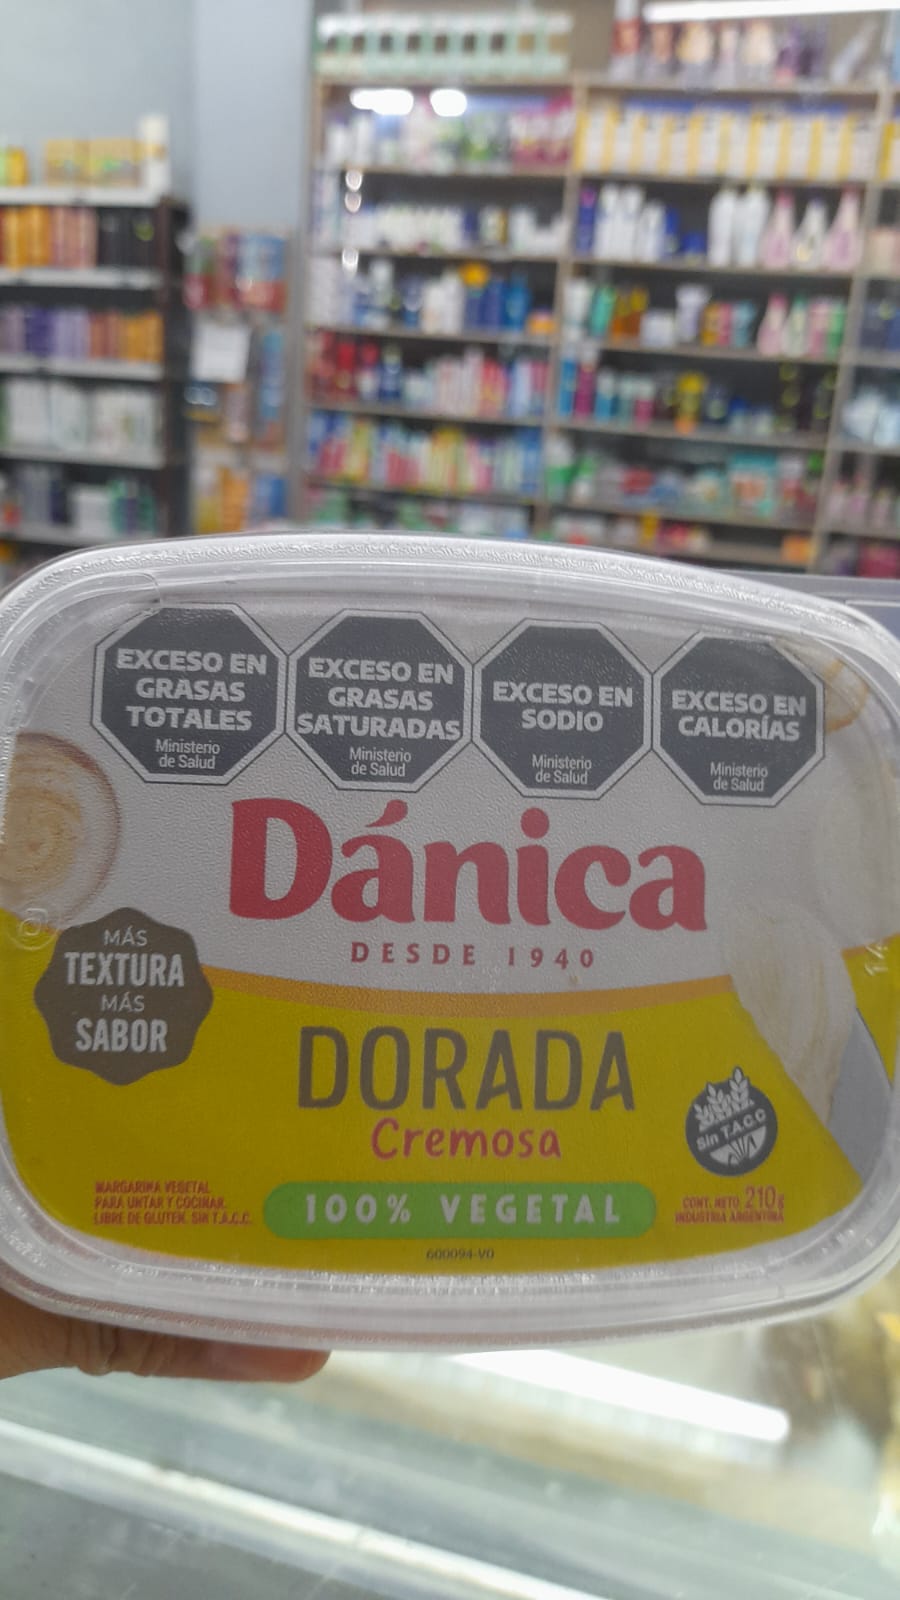 EXCESO EN
GRASAS
TOTALES
Ministerio
de Salud
EXCESO EN
GRASAS
SATURADAS
Ministerio
de Salud
EXCESO EN
SODIO
Ministerio
de Salud
EXCESO EN
CALORÍAS
Ministerio
de Salud
Dánica
DESDE 1940
MÁS
TEXTURA
MÁS
SABOR
DORADA
Cremosa
Sin T.A.C.C
MARGARINA VEGETAL
PARA UNTAR Y COCINAR.
LIBRE DE GLUTEN. SIN T.A.C.C.
100% VEGETAL
CONT. NETO 210g
INDUSTRIA ARGENTINA
600094-V0